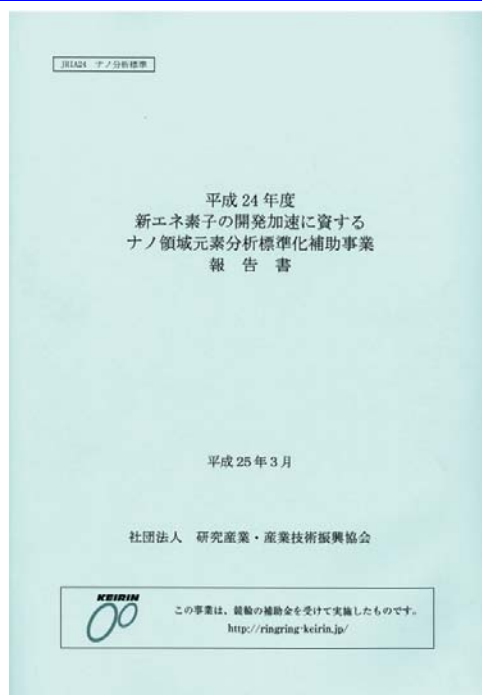 JRIA24 ナノ分析標準
平成 24 年度
新エネ素子の開発加速に資する
ナノ領域元素分析標準化補助事業
報 告 書
平成 25 年 3 月
社団法人 研究産業・産業技術振興協会
KEIRIN
この事業は、競輪の補助金を受けて実施したものです。
http://ringring-keirin.jp/